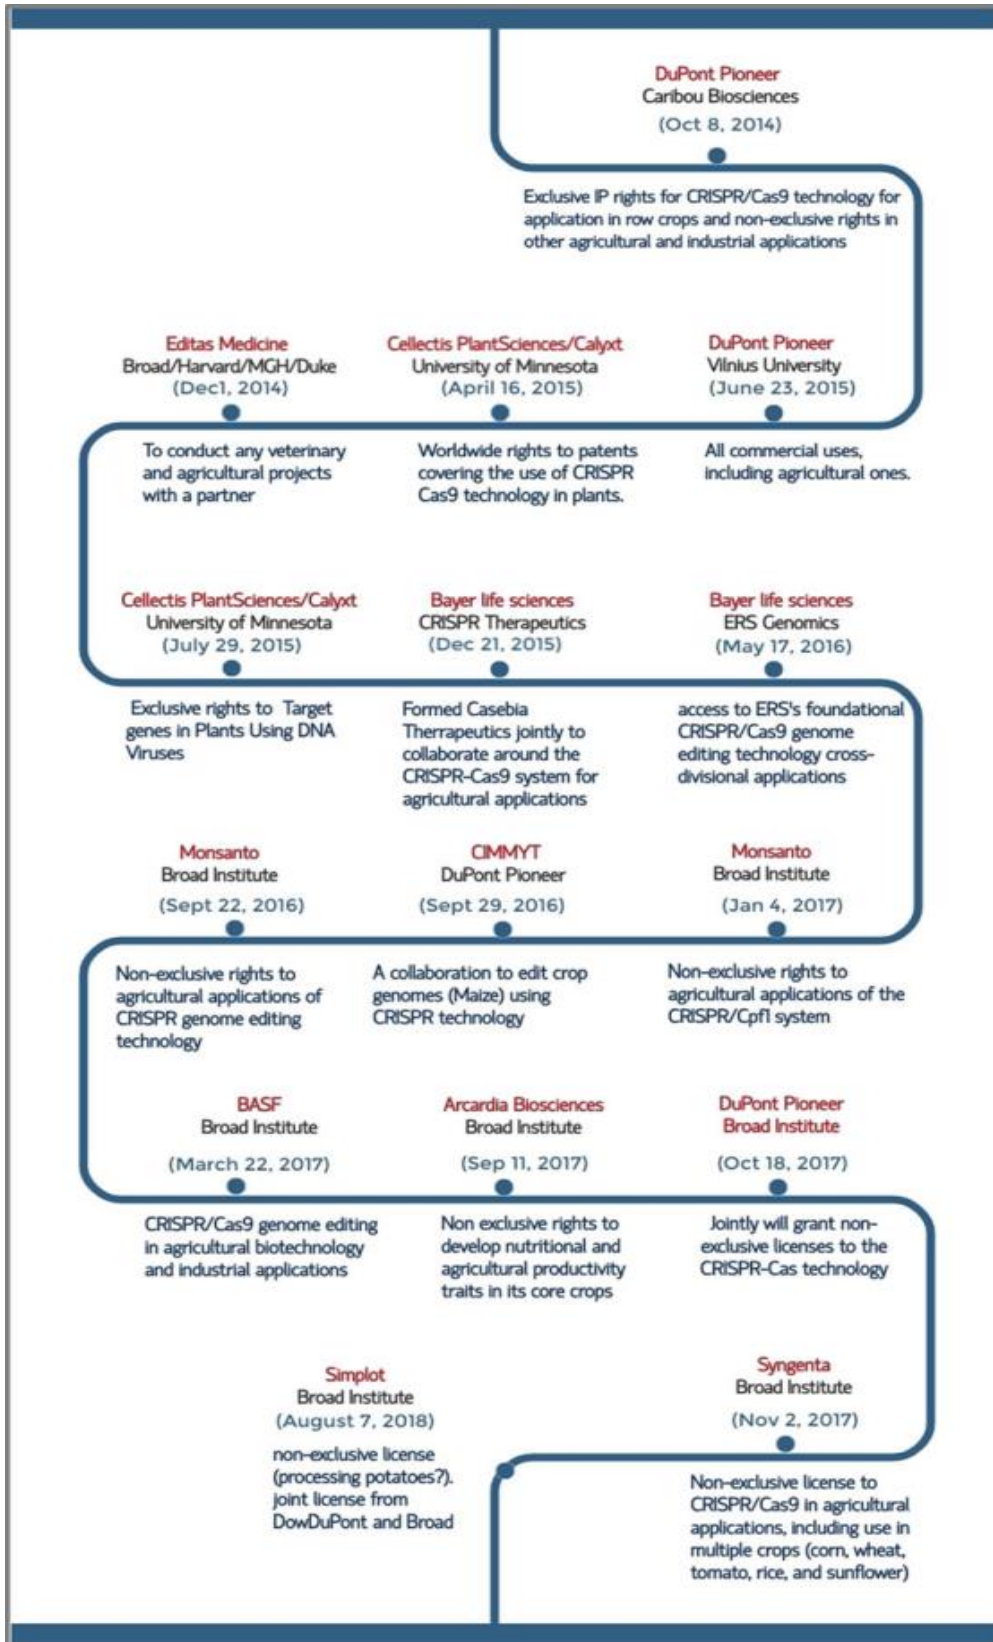 DuPont Pioneer
Caribou Biosciences
(Oct 8, 2014)
Exclusive IP rights for CRISPR/Cas9 technology for
application in row crops and non-exclusive rights in
other agricultural and industrial applications
Editas Medicine
Broad/Harvard/MGH/Duke
(Dec1, 2014)
To conduct any veterinary
and agricultural projects
with a partner
Cellectis PlantSciences/Calyxt
University of Minnesota
(April 16, 2015)
Worldwide rights to patents
covering the use of CRISPR
Cas9 technology in plants.
DuPont Pioneer
Vilnius University
(June 23, 2015)
All commercial uses,
including agricultural ones.
Cellectis PlantSciences/Calyxt
University of Minnesota
(July 29, 2015)
Exclusive rights to Target
genes in Plants Using DNA
Viruses
Bayer life sciences
CRISPR Therapeutics
(Dec 21, 2015)
Formed Casebia
Therrapeutics jointly to
collaborate around the
CRISPR-Cas9 system for
agricultural applications
Bayer life sciences
ERS Genomics
(May 17, 2016)
access to ERS's foundational
CRISPR/Cas9 genome
editing technology cross-
divisional applications
Monsanto
Broad Institute
(Sept 22, 2016)
Non-exclusive rights to
agricultural applications of
CRISPR genome editing
technology
CIMMYT
DuPont Pioneer
(Sept 29, 2016)
A collaboration to edit crop
genomes (Maize) using
CRISPR technology
Monsanto
Broad Institute
(Jan 4, 2017)
Non-exclusive rights to
agricultural applications of the
CRISPR/Cpf1 system
BASF
Broad Institute
(March 22, 2017)
CRISPR/Cas9 genome editing
in agricultural biotechnology
and industrial applications
Arcardia Biosciences
Broad Institute
(Sep 11, 2017)
Non exclusive rights to
develop nutritional and
agricultural productivity
traits in its core crops
DuPont Pioneer
Broad Institute
(Oct 18, 2017)
Jointly will grant non-
exclusive licenses to the
CRISPR-Cas technology
Simplot
Broad Institute
(August 7, 2018)
non-exclusive license
(processing potatoes?).
joint license from
DowDuPont and Broad
Syngenta
Broad Institute
(Nov 2, 2017)
Non-exclusive license to
CRISPR/Cas9 in agricultural
applications, including use in
multiple crops (corn, wheat,
tomato, rice, and sunflower)